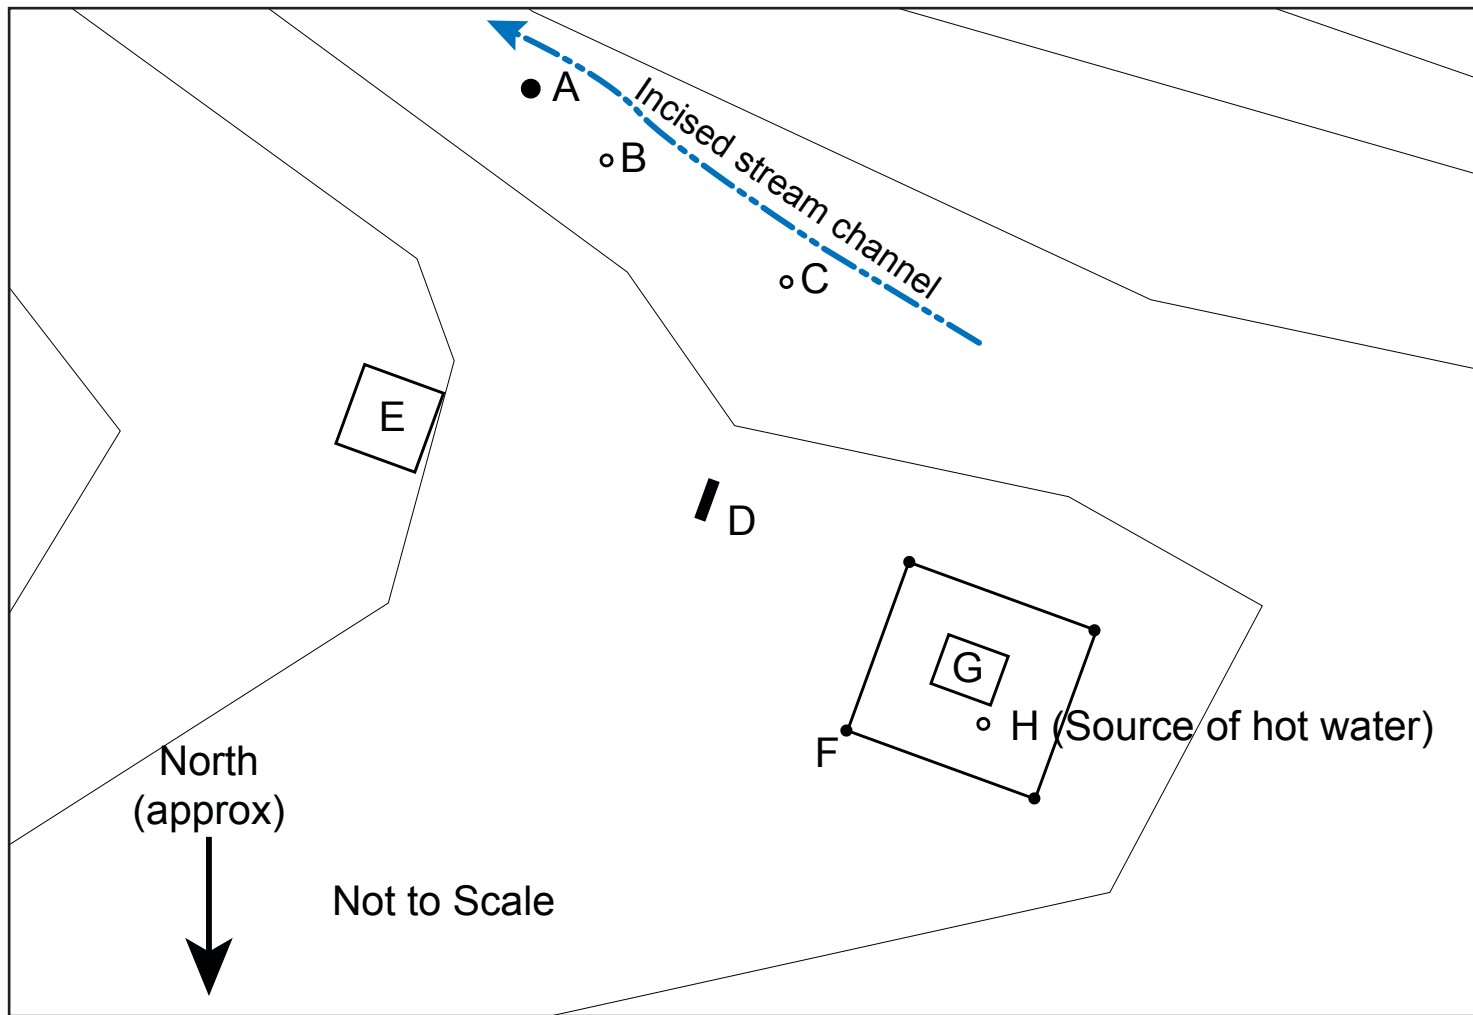 A
Incised stream channel
B
C
E
D
G
H (Source of hot water)
F
North
(approx)
Not to Scale